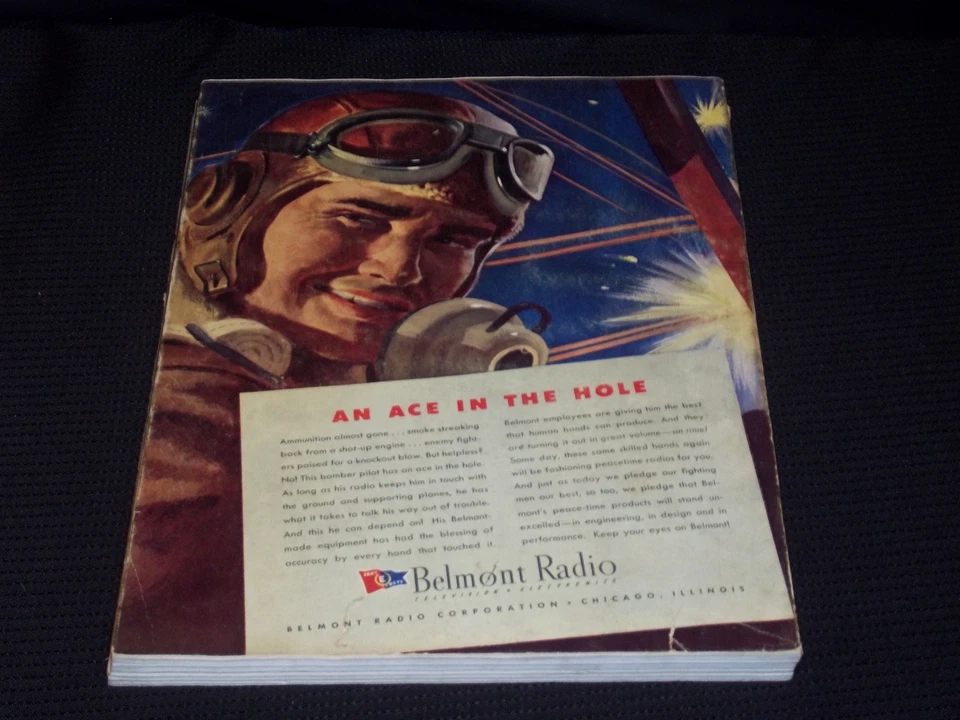 AN ACE IN THE HOLE
Ammunition almost gone . . . smoke streaking
back from a shot-up engine . . . enemy fight-
ers poised for a knockout blow. But helpless?
No! This bomber pilot has an ace in the hole.
As long as his radio keeps him in touch with
the ground and supporting planes, he has
what it takes to talk his way out of trouble.
And this he can depend on! His Belmont-
made equipment has had the blessing of
accuracy by every hand that touched it.
Belmont employees are giving him the best
that human hands can produce. And they
are turning it out in great volume—on time!
Some day, these same skilled hands again
will be fashioning peacetime radios for you.
And just as today we pledge our fighting
men our best, so too, we pledge that Bel-
mont's peace-time products will stand un-
excelled—in engineering, in design and in
performance. Keep your eyes on Belmont!
E
Belmont Radio
TELEVISION * ELECTRONICS
BELMONT RADIO CORPORATION * CHICAGO, ILLINOIS